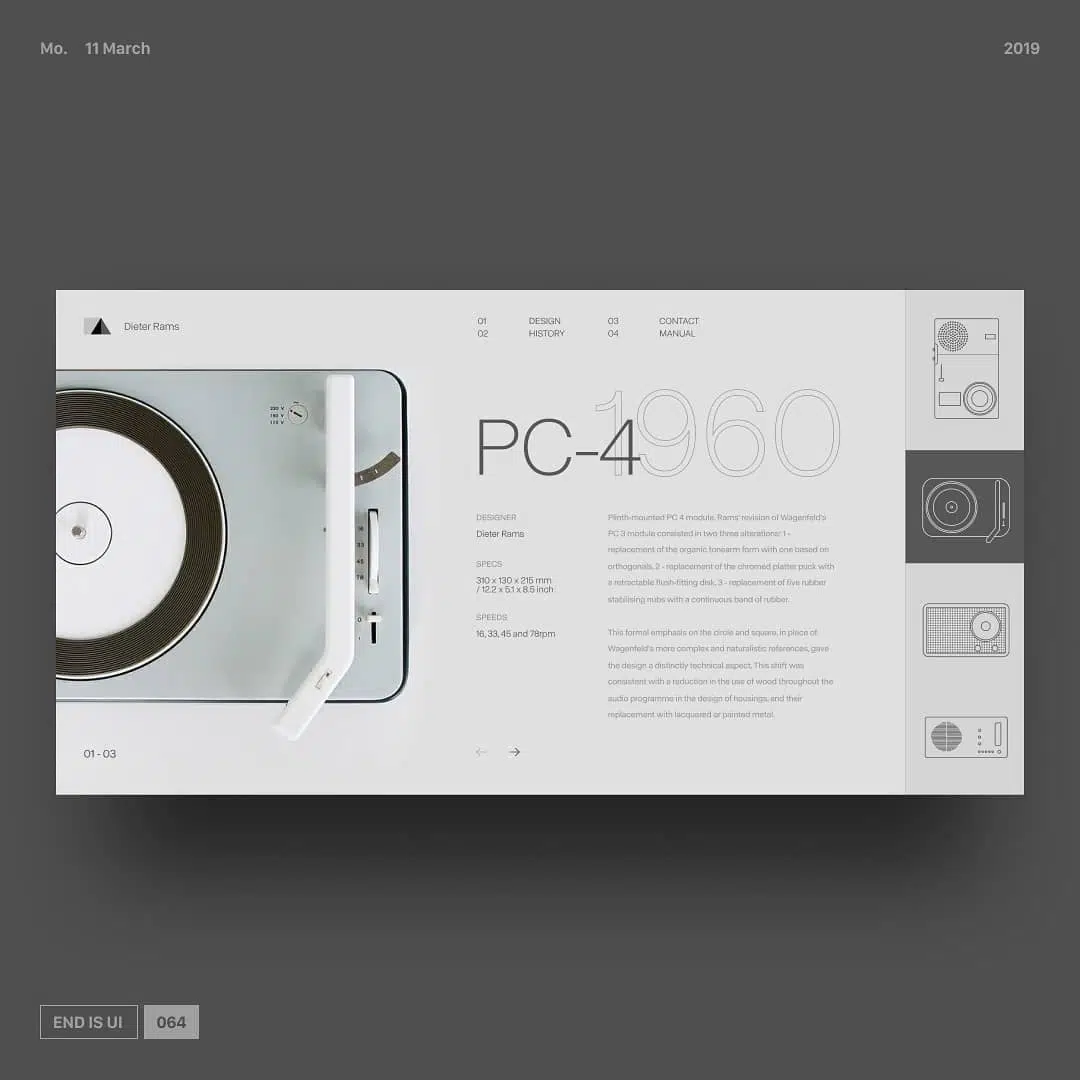 Mo. 11 March
2019
Dieter Rams
01 DESIGN 03 CONTACT
02 HISTORY 04 MANUAL
220 V
160 V
110 V
1960
PC-4
16
33
45
78
DESIGNER
Dieter Rams
SPECS
310 x 130 x 215 mm
/ 12.2 x 5.1 x 8.5 inch
SPEEDS
16, 33, 45 and 78rpm
Plinth-mounted PC 4 module. Rams' revision of Wagenfeld's
PC 3 module consisted in two three alterations: 1 -
replacement of the organic tonearm form with one based on
orthogonals, 2 - replacement of the chromed platter puck with
a retractable flush-fitting disk, 3 - replacement of five rubber
stabilising nubs with a continuous band of rubber.
This formal emphasis on the circle and square, in place of
Wagenfeld's more complex and naturalistic references, gave
the design a distinctly technical aspect. This shift was
consistent with a reduction in the use of wood throughout the
audio programme in the design of housings, and their
replacement with lacquered or painted metal.
01 - 03
END IS UI 064